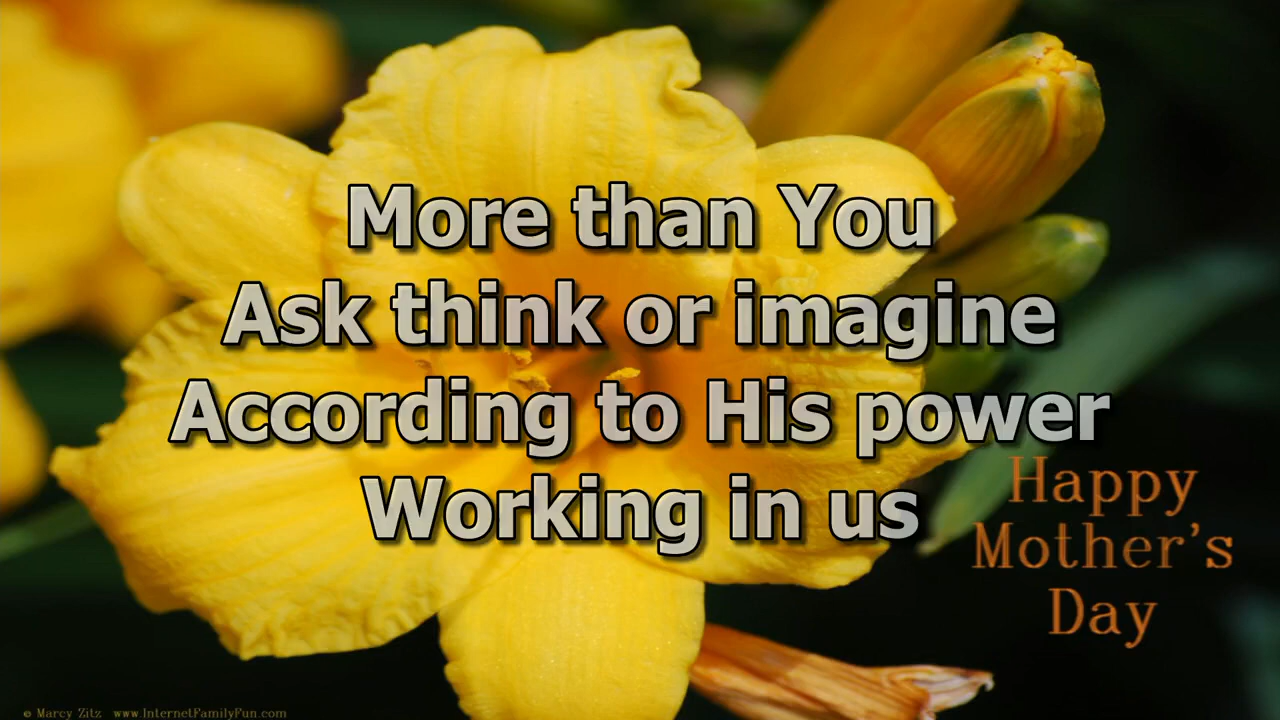 More than You
Ask think or imagine
According to His power
Working in us
Happy
Mother's
Day
© Marcy Zitz www.InternetFamilyFun.com